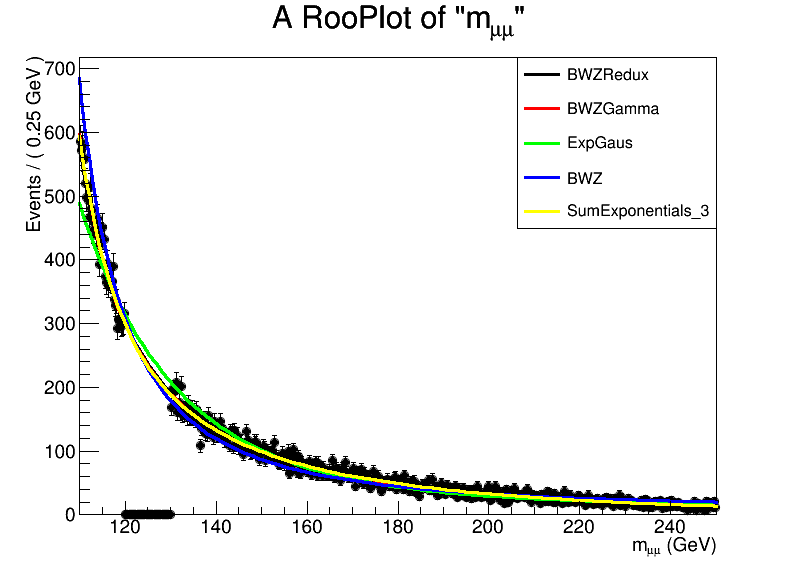 A RooPlot of "mμμ"
Events / ( 0.25 GeV )
700
600
500
400
300
200
100
0
BWZRedux
BWZGamma
ExpGaus
BWZ
SumExponentials_3
120 140 160 180 200 220 240
mμμ (GeV)